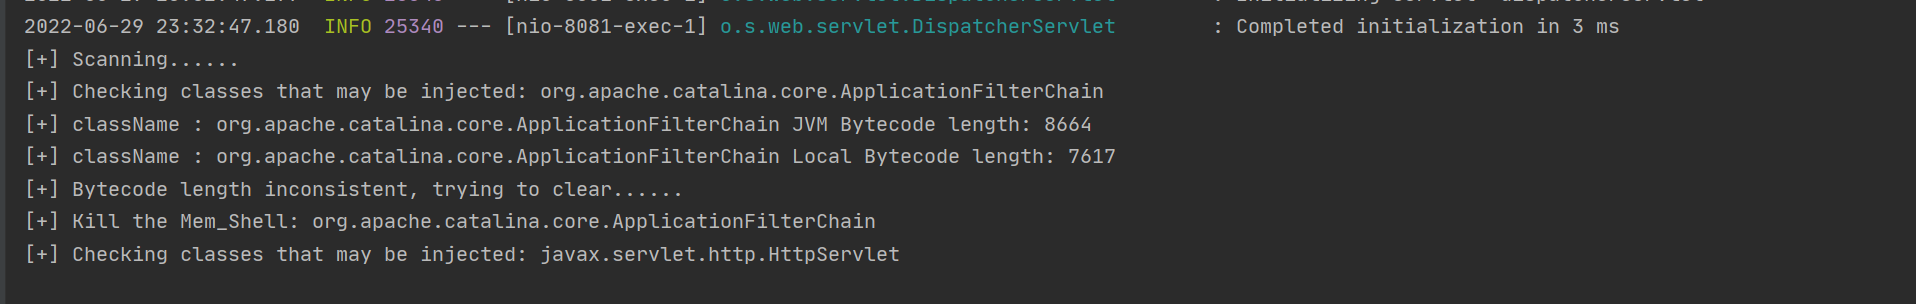 2022-06-29 23:32:47.180  INFO 25340 --- [nio-8081-exec-1] o.s.web.servlet.DispatcherServlet        : Completed initialization in 3 ms
[+] Scanning......
[+] Checking classes that may be injected: org.apache.catalina.core.ApplicationFilterChain
[+] className : org.apache.catalina.core.ApplicationFilterChain JVM Bytecode length: 8664
[+] className : org.apache.catalina.core.ApplicationFilterChain Local Bytecode length: 7617
[+] Bytecode length inconsistent, trying to clear......
[+] Kill the Mem_Shell: org.apache.catalina.core.ApplicationFilterChain
[+] Checking classes that may be injected: javax.servlet.http.HttpServlet